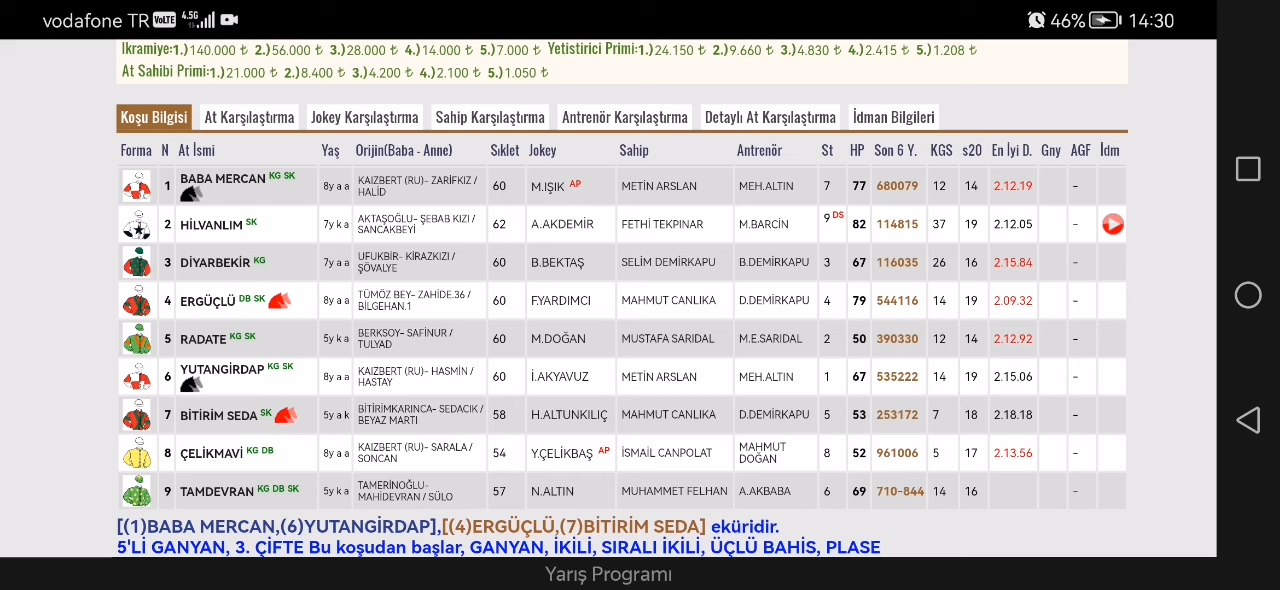 vodafone TR VoLTE 4.5G 46% 14:30
İkramiye:1.)140.000 ₺ 2.)56.000 ₺ 3.)28.000 ₺ 4.)14.000 ₺ 5.)7.000 ₺ Yetistirici Primi:1.)24.150 ₺ 2.)9.660 ₺ 3.)4.830 ₺ 4.)2.415 ₺ 5.)1.208 ₺
At Sahibi Primi:1.)21.000 ₺ 2.)8.400 ₺ 3.)4.200 ₺ 4.)2.100 ₺ 5.)1.050 ₺
Koşu Bilgisi At Karşılaştırma Jokey Karşılaştırma Sahip Karşılaştırma Antrenör Karşılaştırma Detaylı At Karşılaştırma İdman Bilgileri
Forma N At İsmi Yaş Orijin(Baba - Anne) Sıklet Jokey Sahip Antrenör St HP Son 6 Y. KGS s20 En İyi D. Gny AGF İdm
1 BABA MERCAN KG SK 8y a a KAIZBERT (RU)- ZARİFKIZ / HALİD 60 M.IŞIK AP METİN ARSLAN MEH.ALTIN 7 77 680079 12 14 2.12.19 -
2 HİLVANLIM SK 7y k a AKTAŞOĞLU- ŞEBAB KIZI / SANCAKBEYİ 62 A.AKDEMİR FETHİ TEKPINAR M.BARCİN 9 DS 82 114815 37 19 2.12.05 -
3 DİYARBEKİR KG 7y a a UFUKBİR- KİRAZKIZI / ŞÖVALYE 60 B.BEKTAŞ SELİM DEMİRKAPU B.DEMİRKAPU 3 67 116035 26 16 2.15.84 -
4 ERGÜÇLÜ DB SK 8y a a TÜMÖZ BEY- ZAHİDE.36 / BİLGEHAN.1 60 F.YARDIMCI MAHMUT CANLIKA D.DEMİRKAPU 4 79 544116 14 19 2.09.32 -
5 RADATE KG SK 5y k a BERKSOY- SAFİNUR / TULYAD 60 M.DOĞAN MUSTAFA SARIDAL M.E.SARIDAL 2 50 390330 12 14 2.12.92 -
6 YUTANGİRDAP KG SK 8y a a KAIZBERT (RU)- HASMİN / HASTAY 60 İ.AKYAVUZ METİN ARSLAN MEH.ALTIN 1 67 535222 14 19 2.15.06 -
7 BİTİRİM SEDA SK 5y a k BİTİRİMKARINCA- SEDACIK / BEYAZ MARTI 58 H.ALTUNKILIÇ MAHMUT CANLIKA D.DEMİRKAPU 5 53 253172 7 18 2.18.18 -
8 ÇELİKMAVİ KG DB 8y a a KAIZBERT (RU)- SARALA / SONCAN 54 Y.ÇELİKBAŞ AP İSMAİL CANPOLAT MAHMUT DOĞAN 8 52 961006 5 17 2.13.56 -
9 TAMDEVRAN KG DB SK 5y k a TAMERİNOĞLU- MAHİDEVRAN / SÜLO 57 N.ALTIN MUHAMMET FELHAN A.AKBABA 6 69 710-844 14 16 -
[(1)BABA MERCAN,(6)YUTANGİRDAP],[(4)ERGÜÇLÜ,(7)BİTİRİM SEDA] eküridir.
5'Lİ GANYAN, 3. ÇİFTE Bu koşudan başlar, GANYAN, İKİLİ, SIRALI İKİLİ, ÜÇLÜ BAHİS, PLASE
Yarış Programı